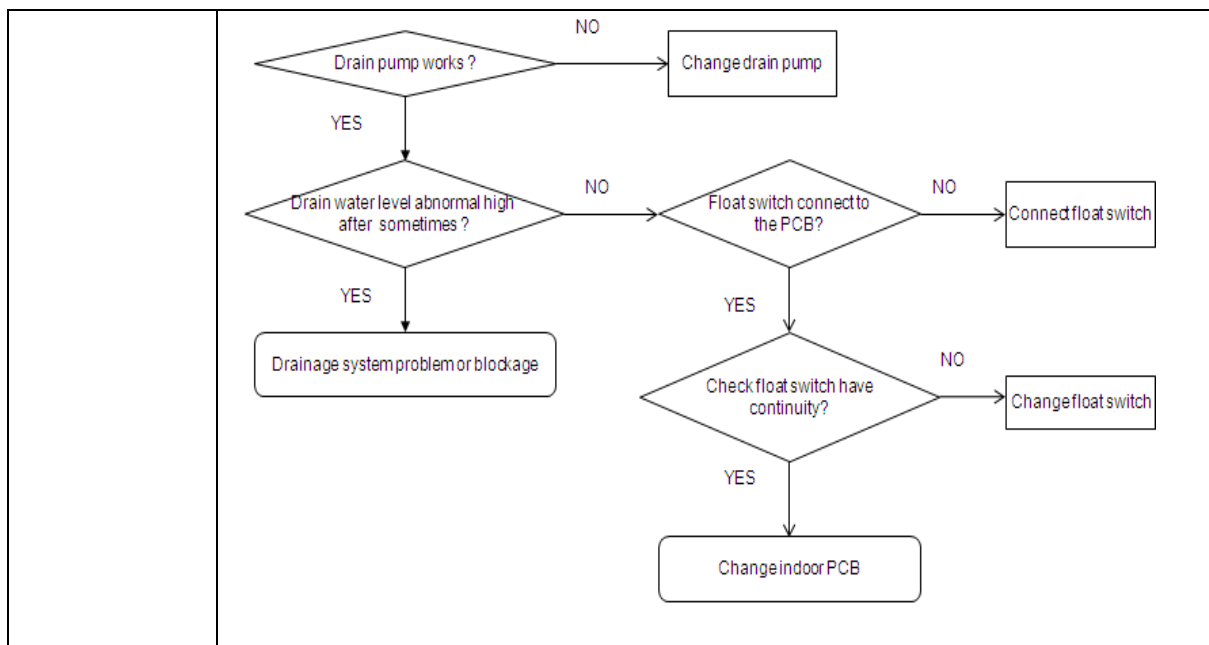 NO
Drain pump works ?
Change drain pump
YES
Drain water level abnormal high
after sometimes ?
NO
Float switch connect to
the PCB?
NO
Connect float switch
YES
YES
Drainage system problem or blockage
Check float switch have
continuity?
NO
Change float switch
YES
Change indoor PCB